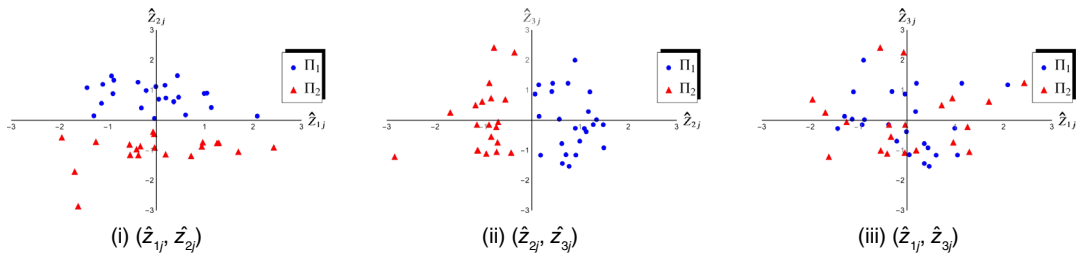 Ẑ2j
3
2
1
-1
-2
-3
-3 -2 -1 1 2 3
Ẑ1j
Π1
Π2
(i) (ẑ1j, ẑ2j)
Ẑ3j
3
2
1
-1
-2
-3
-3 -2 -1 1 2 3
Ẑ2j
Π1
Π2
(ii) (ẑ2j, ẑ3j)
Ẑ3j
3
2
1
-1
-2
-3
-3 -2 -1 1 2 3
Ẑ1j
Π1
Π2
(iii) (ẑ1j, ẑ3j)